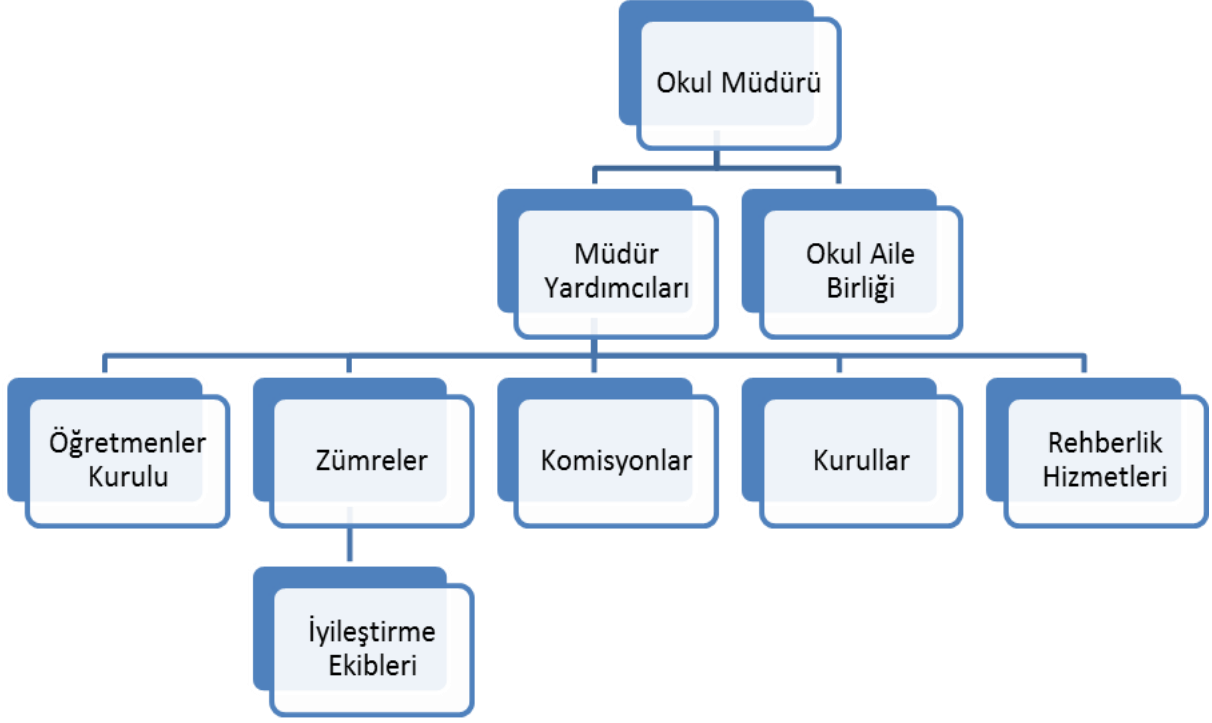 Okul Müdürü
Müdür
Yardımcıları
Okul Aile
Birliği
Öğretmenler
Kurulu
Zümreler
Komisyonlar
Kurullar
Rehberlik
Hizmetleri
İyileştirme
Ekibleri